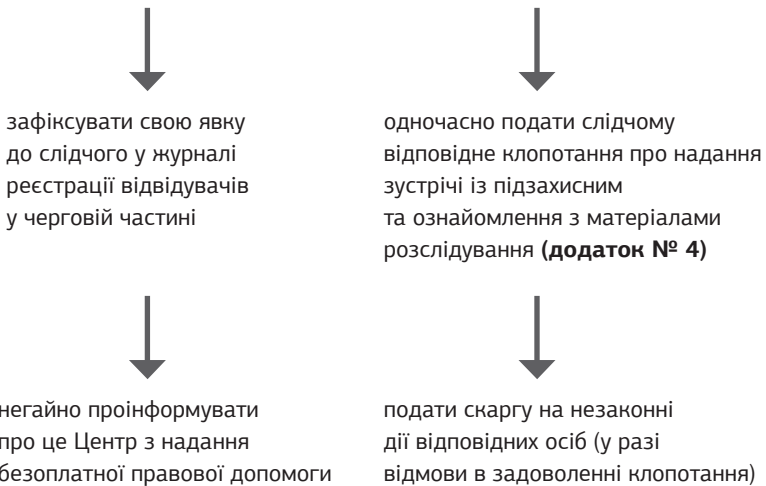 зафіксувати свою явку
до слідчого у журналі
реєстрації відвідувачів
у черговій частині
одночасно подати слідчому
відповідне клопотання про надання
зустрічі із підзахисним
та ознайомлення з матеріалами
розслідування (додаток № 4)
негайно проінформувати
про це Центр з надання
безоплатної правової допомоги
подати скаргу на незаконні
дії відповідних осіб (у разі
відмови в задоволенні клопотання)